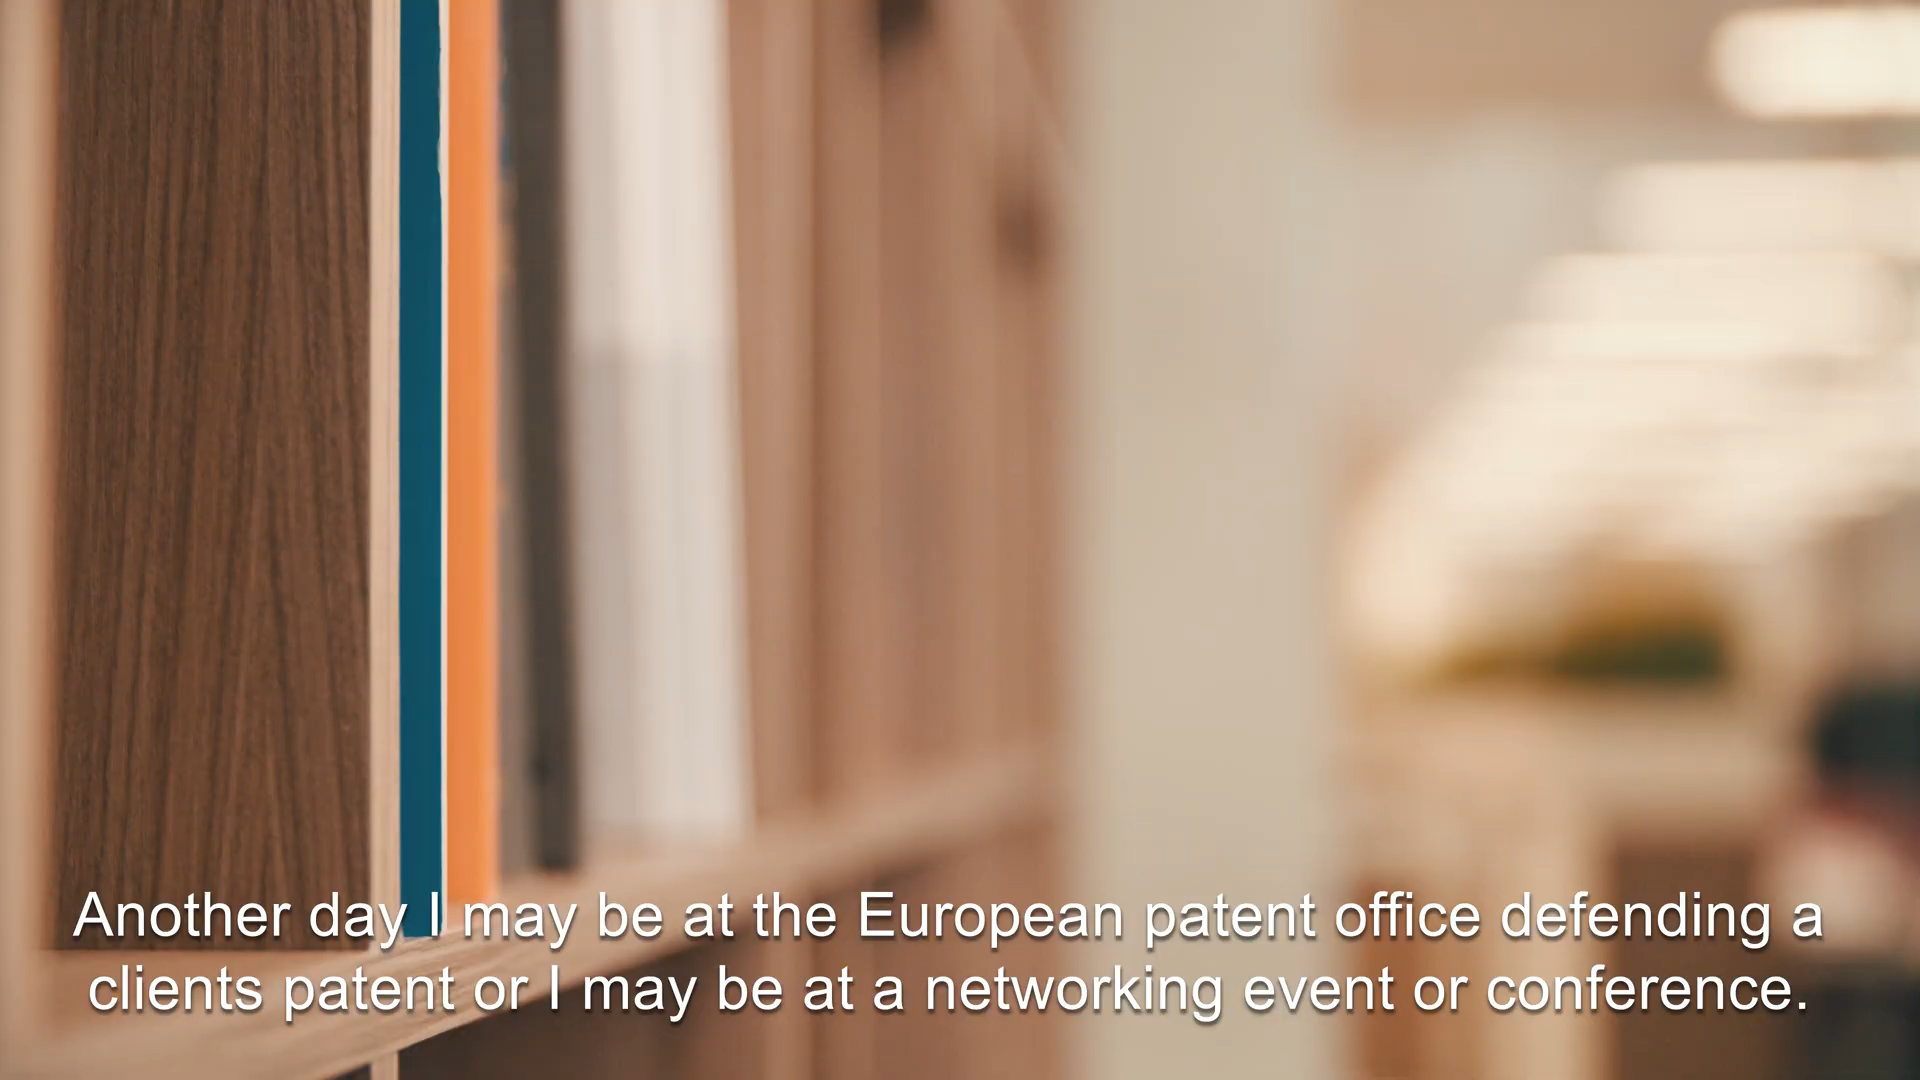 Another day I may be at the European patent office defending a
clients patent or I may be at a networking event or conference.